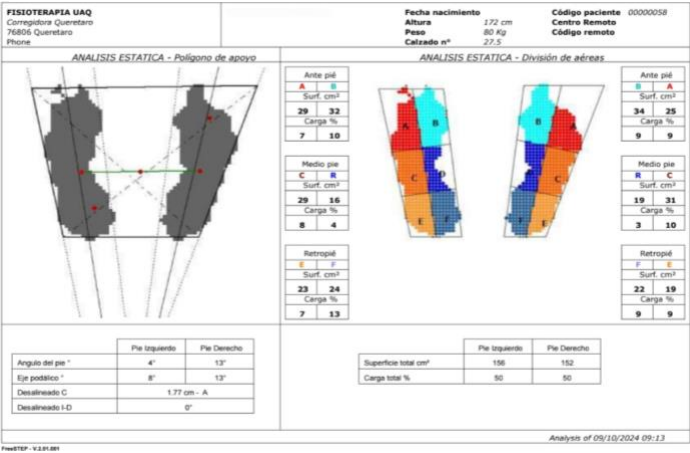 FISIOTERAPIA UAQ
Corregidora Queretaro
76806 Queretaro
Phone
Fecha nacimiento
Altura 172 cm
Peso 80 Kg
Calzado n° 27.5
Código paciente 00000058
Centro Remoto
Código remoto
ANALISIS ESTATICA - Polígono de apoyo
ANALISIS ESTATICA - División de aéreas
Ante pié
A B
Surf. cm²
29 32
Carga %
7 10
Medio pie
C R
Surf. cm²
29 16
Carga %
8 4
Retropié
E F
Surf. cm²
23 24
Carga %
7 13
A B
C D
E F
B A
C
F E
Ante pié
B A
Surf. cm²
34 25
Carga %
9 9
Medio pie
R C
Surf. cm²
19 31
Carga %
3 10
Retropié
F E
Surf. cm²
22 19
Carga %
9 9
Pie Izquierdo Pie Derecho
Angulo del pie ° 4° 13°
Eje podálico ° 8° 13°
Desalineado C 1.77 cm - A
Desalineado I-D 0°
Pie Izquierdo Pie Derecho
Superficie total cm² 156 152
Carga total % 50 50
Analysis of 09/10/2024 09:13
FreeSTEP - V.2.01.001